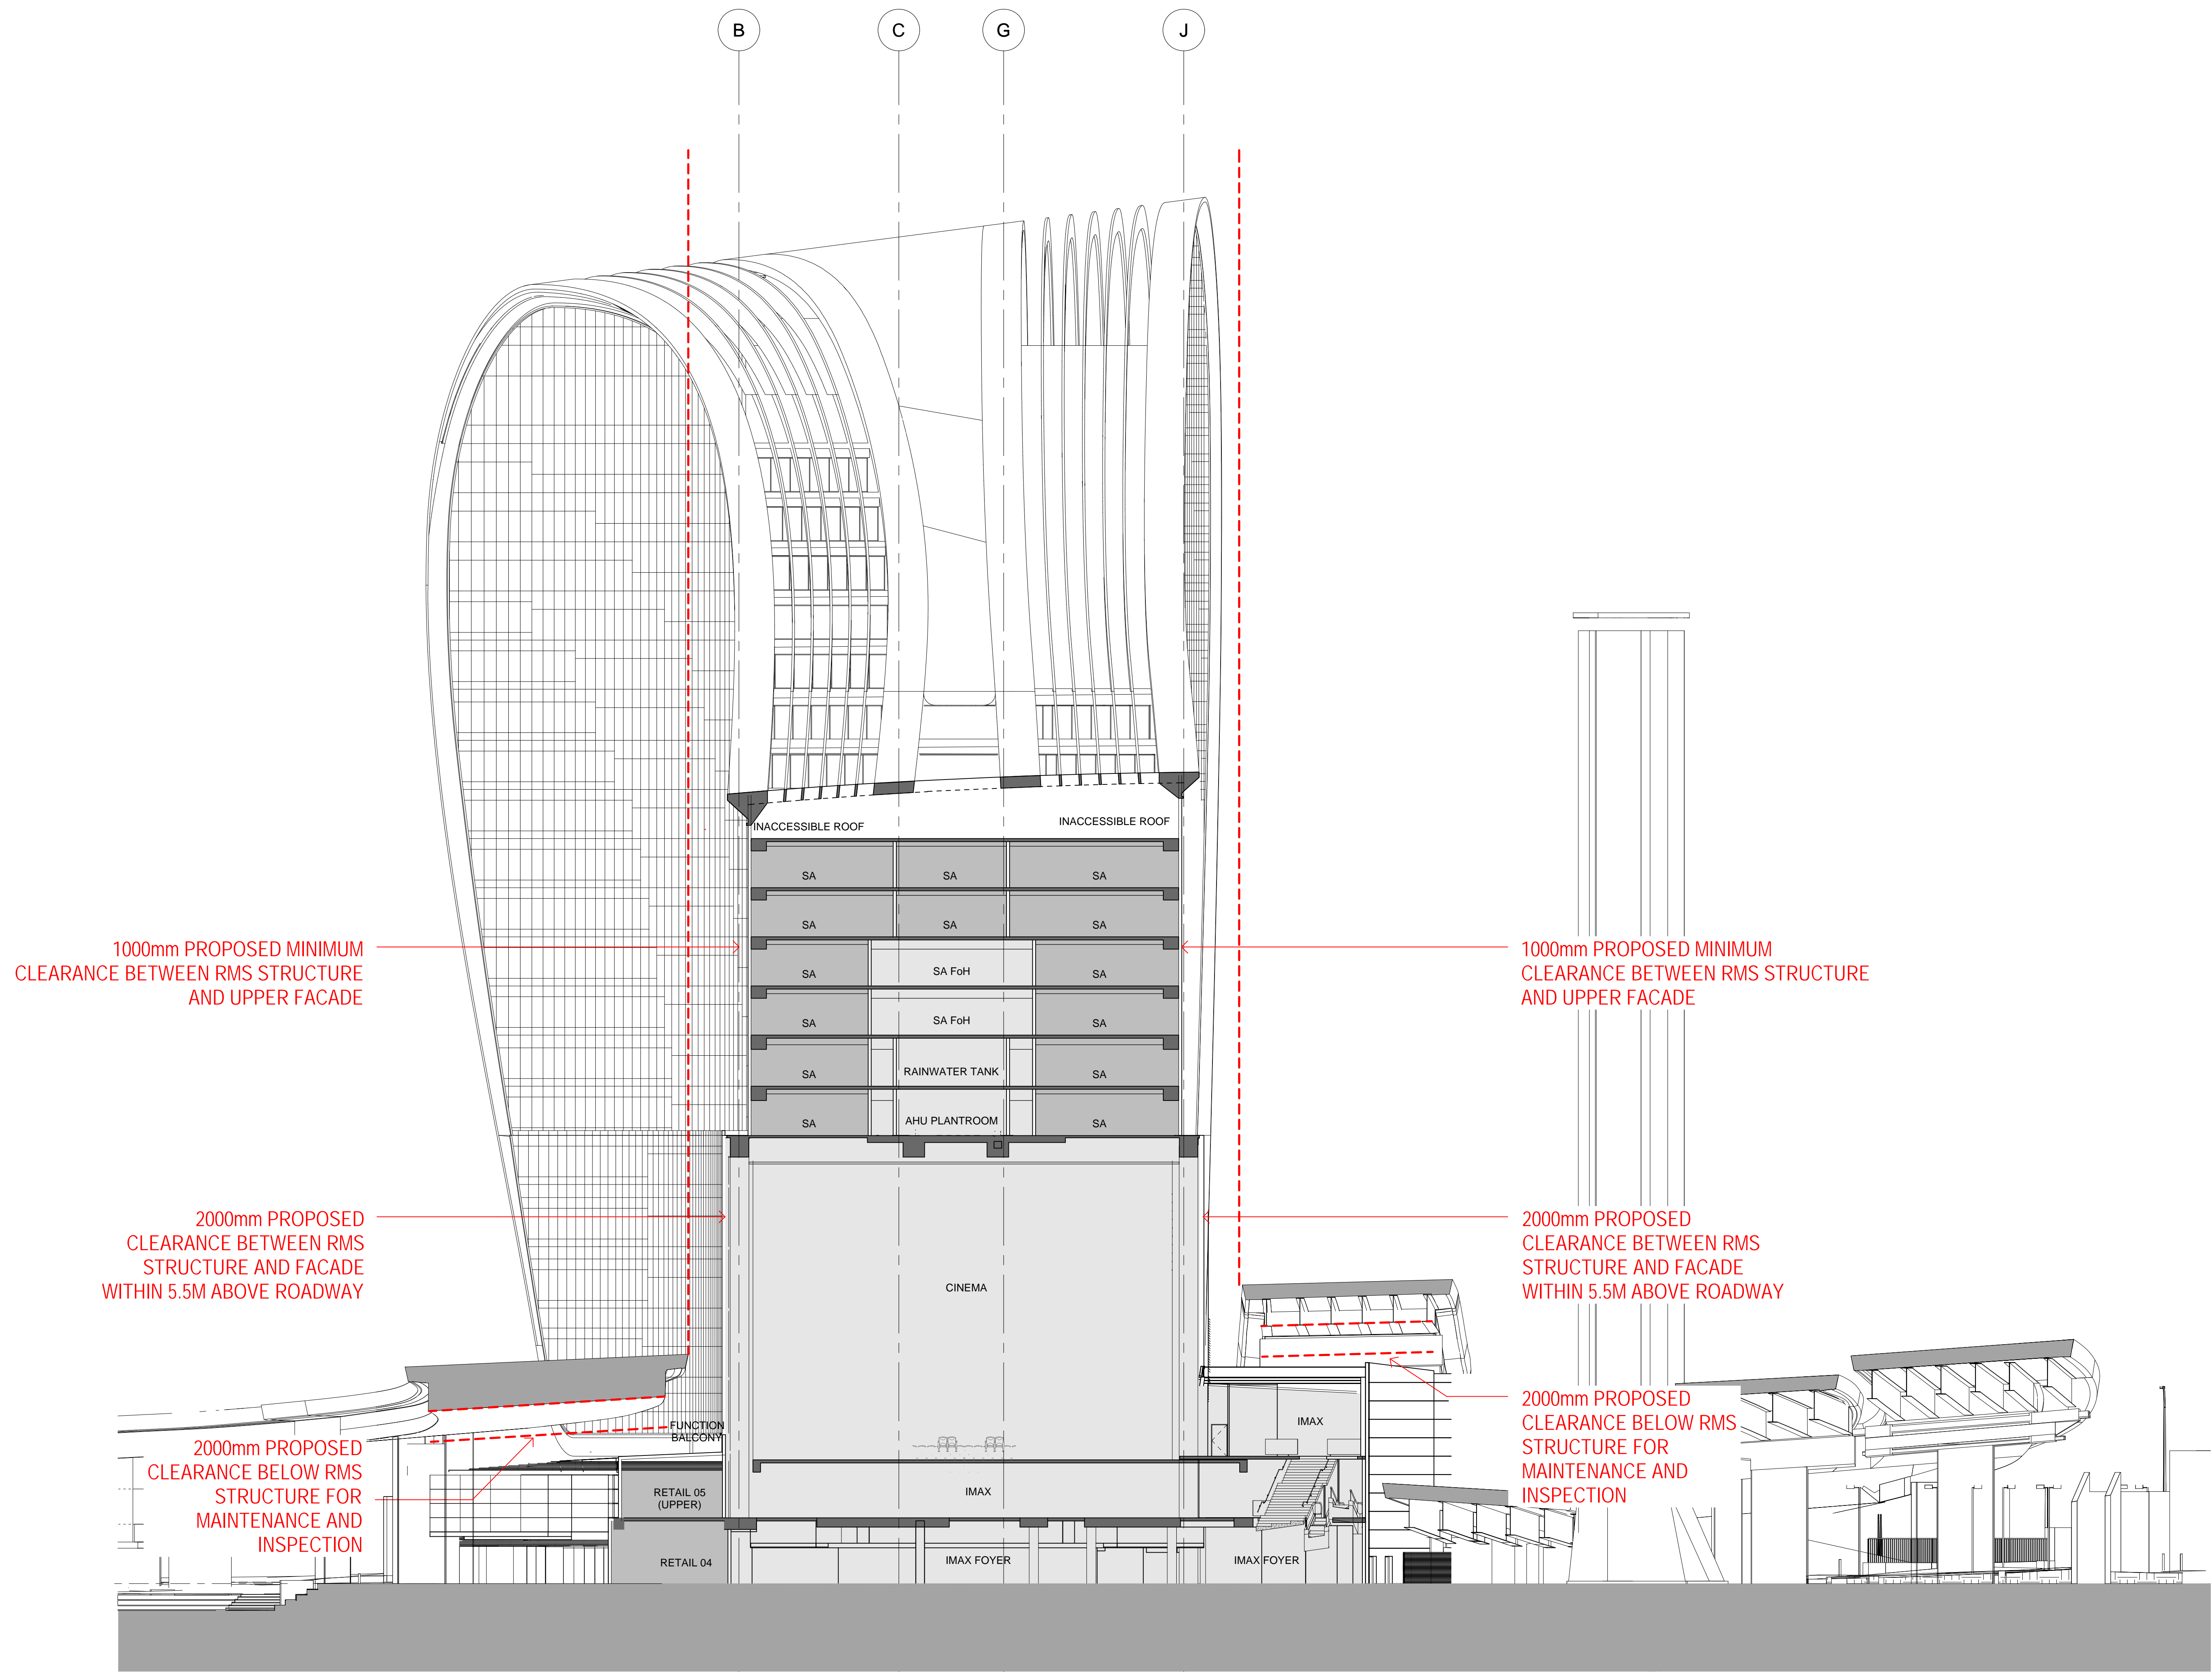 B C G J
INACCESSIBLE ROOF INACCESSIBLE ROOF
SA SA SA
SA SA SA
1000mm PROPOSED MINIMUM
CLEARANCE BETWEEN RMS STRUCTURE
AND UPPER FACADE
1000mm PROPOSED MINIMUM
CLEARANCE BETWEEN RMS STRUCTURE
AND UPPER FACADE
SA SA FoH SA
SA SA FoH SA
SA RAINWATER TANK SA
SA AHU PLANTROOM SA
2000mm PROPOSED
CLEARANCE BETWEEN RMS
STRUCTURE AND FACADE
WITHIN 5.5M ABOVE ROADWAY
2000mm PROPOSED
CLEARANCE BETWEEN RMS
STRUCTURE AND FACADE
WITHIN 5.5M ABOVE ROADWAY
CINEMA
2000mm PROPOSED
CLEARANCE BELOW RMS
STRUCTURE FOR
MAINTENANCE AND
INSPECTION
FUNCTION
BALCONY
IMAX
2000mm PROPOSED
CLEARANCE BELOW RMS
STRUCTURE FOR
MAINTENANCE AND
INSPECTION
RETAIL 05
(UPPER)
IMAX
RETAIL 04
IMAX FOYER
IMAX FOYER